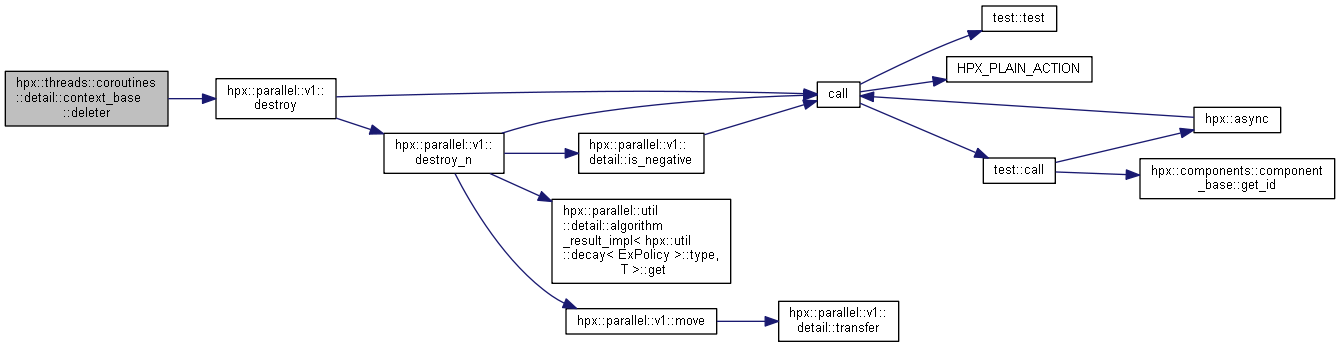 hpx::threads::coroutines
::detail::context_base
::deleter
hpx::parallel::v1::
destroy
hpx::parallel::v1::
destroy_n
hpx::parallel::v1::
detail::is_negative
hpx::parallel::util
::detail::algorithm
_result_impl< hpx::util
::decay< ExPolicy >::type,
T >::get
hpx::parallel::v1::move
hpx::parallel::v1::
detail::transfer
call
test::test
HPX_PLAIN_ACTION
test::call
hpx::async
hpx::components::component
_base::get_id